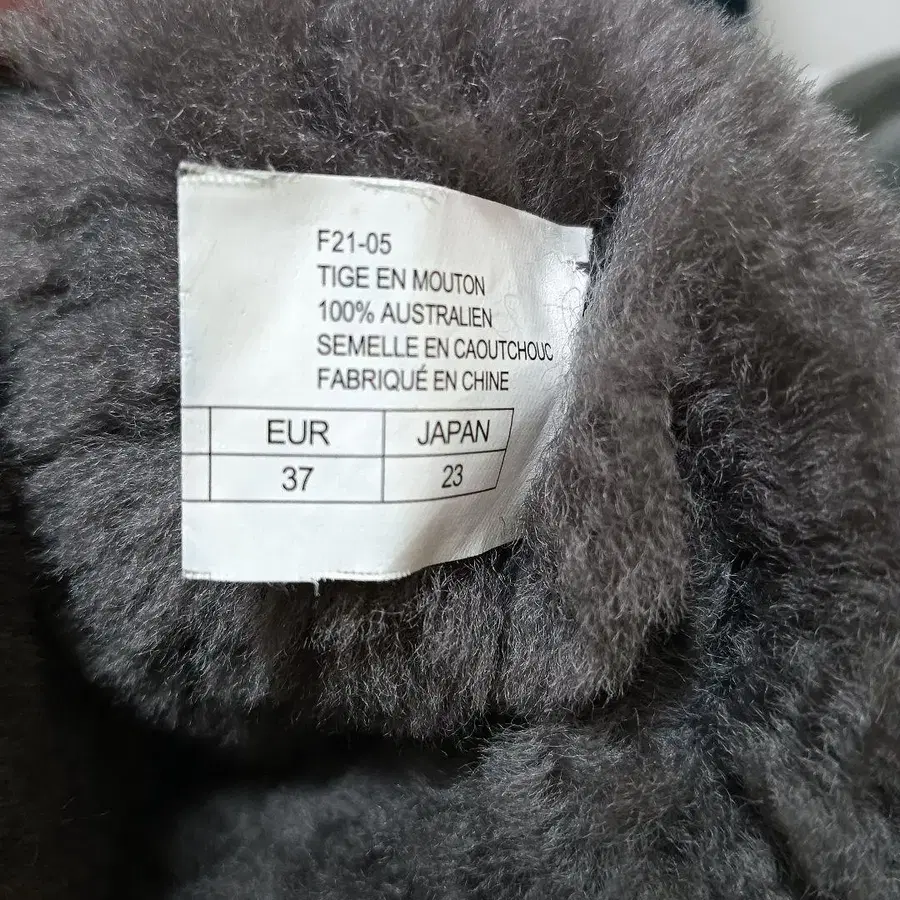 F21-05
TIGE EN MOUTON
100% AUSTRALIEN
SEMELLE EN CAOUTCHOUC
FABRIQUÉ EN CHINE
EUR JAPAN
37 23